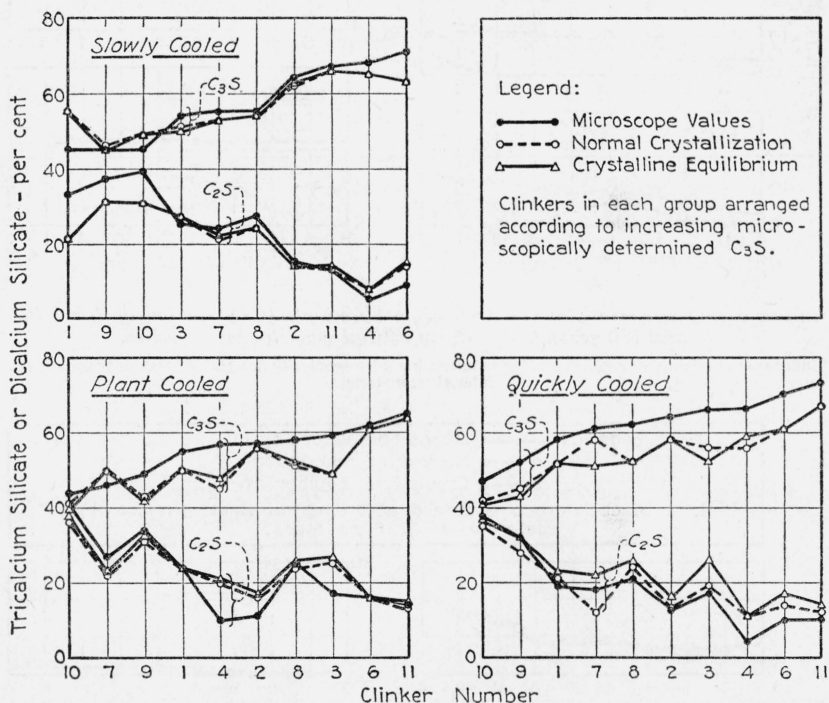 Tricalcium Silicate or Dicalcium Silicate - per cent
80
60
40
20
0
Slowly Cooled
C3S
C2S
1 9 10 3 7 8 2 11 4 6
Legend:
Microscope Values
Normal Crystallization
Crystalline Equilibrium
Clinkers in each group arranged
according to increasing micro-
scopically determined C3S.
80
60
40
20
0
Plant Cooled
C3S
C2S
10 7 9 1 4 2 8 3 6 11
80
60
40
20
0
Quickly Cooled
C3S
C2S
10 9 1 7 8 2 3 4 6 11
Clinker Number